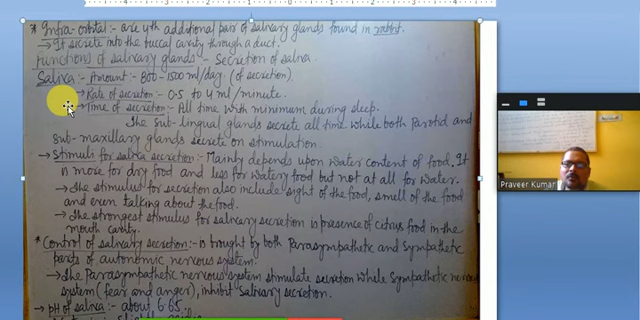 * Infra-orbital :- are 4th additional pair of salivary glands found in rabbit.
→ It secrete into the buccal cavity through a duct.
Functions of salivary glands - Secretion of saliva
Saliva :- Amount :- 800 - 1500 ml/day. (of secretion)
→ Rate of secretion :- 0.5 to 4 ml/minute.
→ Time of secretion :- All time with minimum during sleep.
The sub-lingual glands secrete all time while both Parotid and
sub-maxillary glands secrete on stimulation.
→ Stimuli for saliva secretion :- Mainly depends upon water content of food. It
is more for dry food and less for watery food but not at all for water.
→ The stimulus for secretion also include sight of the food, smell of the food
and even talking about the food.
→ The strongest stimulus for salivary secretion is presence of citrus food in the
mouth cavity.
* Control of salivary secretion :- is brought by both Parasympathetic and Sympathetic
parts of autonomic nervous system.
→ The Parasympathetic nervous system stimulate secretion while Sympathetic nervous
system (fear and anger), inhibit salivary secretion.
→ pH of saliva :- about 6.65.
Praveer Kumar